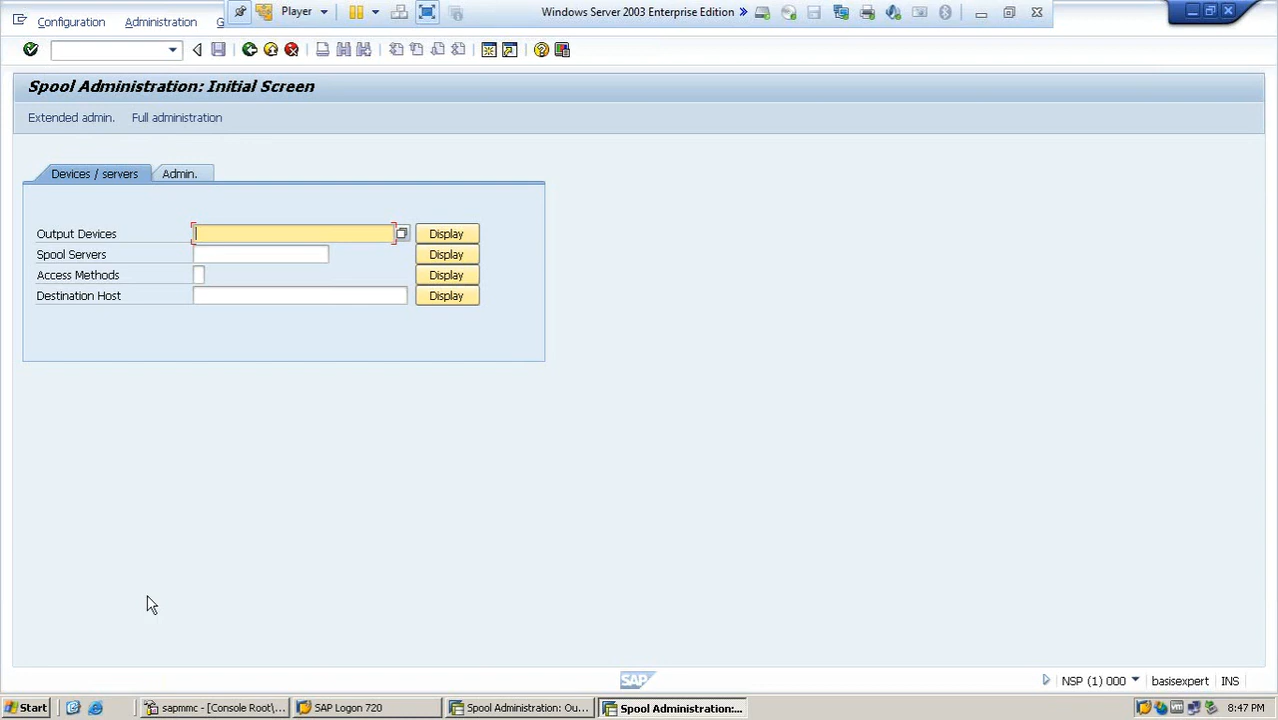 Configuration Administration G
Player
Windows Server 2003 Enterprise Edition
Spool Administration: Initial Screen
Extended admin. Full administration
Devices / servers Admin.
Output Devices Display
Spool Servers Display
Access Methods Display
Destination Host Display
SAP
NSP (1) 000 basisexpert INS
Start sapmmc - [Console Root\... SAP Logon 720 Spool Administration: Ou... Spool Administration:... 8:47 PM